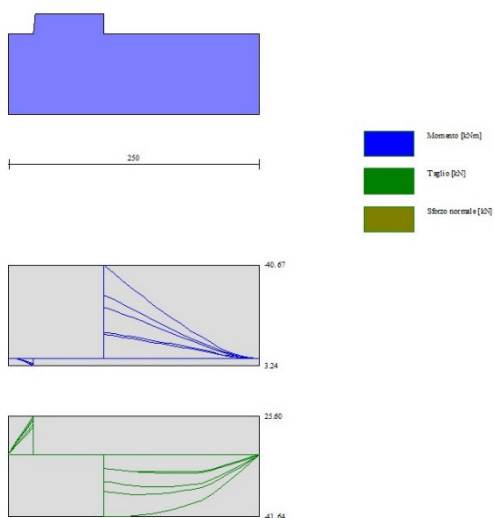 250
Momento [kNm]
Taglio [kN]
Sforzo normale [kN]
-40.67
3.24
25.60
-41.64